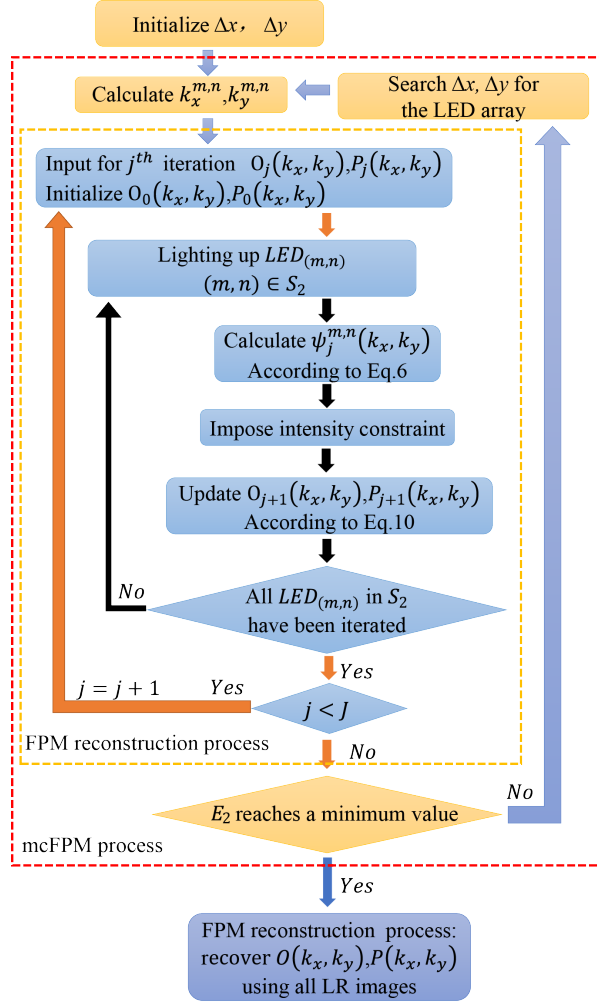 Initialize Δx， Δy
Calculate k_x^{m,n},k_y^{m,n}
Search Δx, Δy for
the LED array
Input for j^{th} iteration O_j(k_x, k_y),P_j(k_x, k_y)
Initialize O_0(k_x, k_y),P_0(k_x, k_y)
Lighting up LED_{(m,n)}
(m, n) ∈ S_2
Calculate ψ_j^{m,n}(k_x, k_y)
According to Eq.6
Impose intensity constraint
Update O_{j+1}(k_x, k_y),P_{j+1}(k_x, k_y)
According to Eq.10
No
All LED_{(m,n)} in S_2
have been iterated
Yes
j = j + 1
Yes
j < J
FPM reconstruction process
No
E_2 reaches a minimum value
No
mcFPM process
Yes
FPM reconstruction process:
recover O(k_x, k_y),P(k_x, k_y)
using all LR images